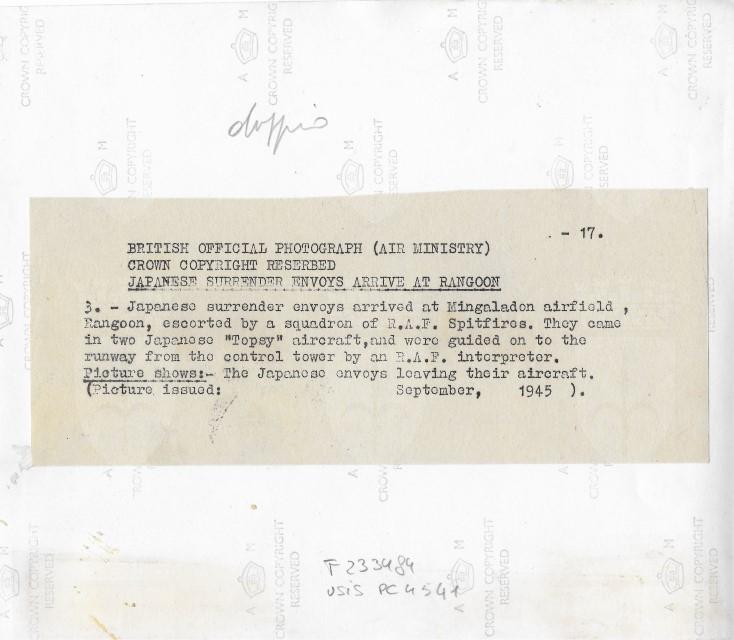 doppio
- 17.
BRITISH OFFICIAL PHOTOGRAPH (AIR MINISTRY)
CROWN COPYRIGHT RESERBED
JAPANESE SURRENDER ENVOYS ARRIVE AT RANGOON
3. - Japanese surrender envoys arrived at Mingaladon airfield ,
Rangoon, escorted by a squadron of R.A.F. Spitfires. They came
in two Japanese "Topsy" aircraft,and were guided on to the
runway from the control tower by an R.A.F. interpreter.
Picture shows:- The Japanese envoys leaving their aircraft.
(Picture issued: September, 1945 ).
F 233484
USIS PC 4541
A M
CROWN COPYRIGHT
RESERVED